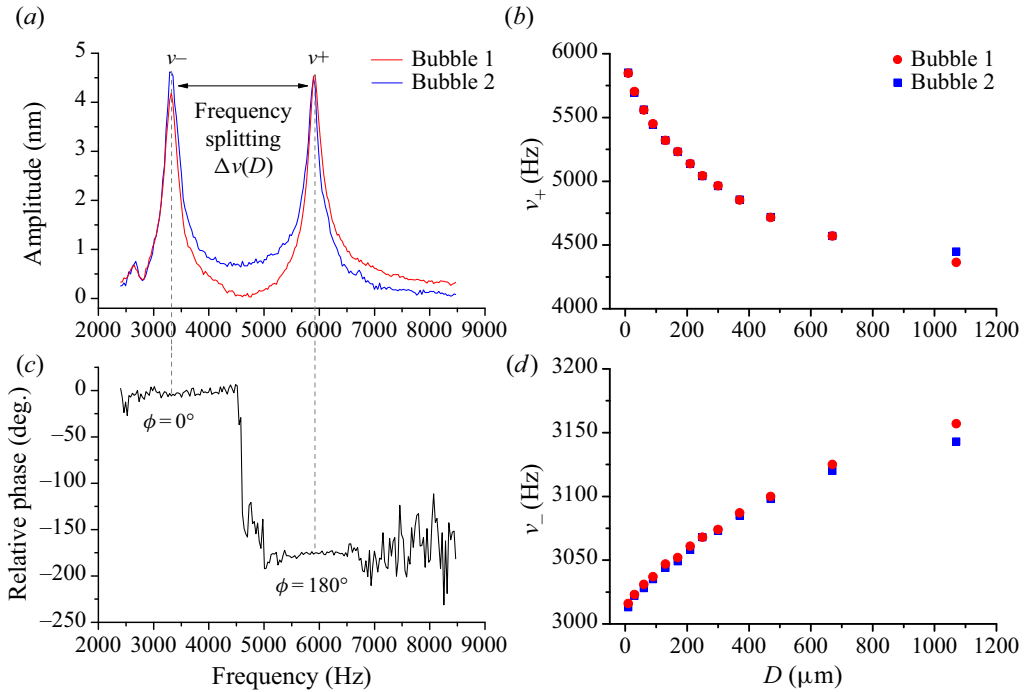 (a)
v−
v+
Bubble 1
Bubble 2
Frequency
splitting
Δv(D)
Amplitude (nm)
5
4
3
2
1
0
2000 3000 4000 5000 6000 7000 8000 9000
(b)
Bubble 1
Bubble 2
v+ (Hz)
6000
5500
5000
4500
4000
0 200 400 600 800 1000 1200
(c)
Relative phase (deg.)
0
−50
−100
−150
−200
−250
ϕ = 0°
ϕ = 180°
2000 3000 4000 5000 6000 7000 8000 9000
Frequency (Hz)
(d)
v− (Hz)
3200
3150
3100
3050
3000
0 200 400 600 800 1000 1200
D (μm)